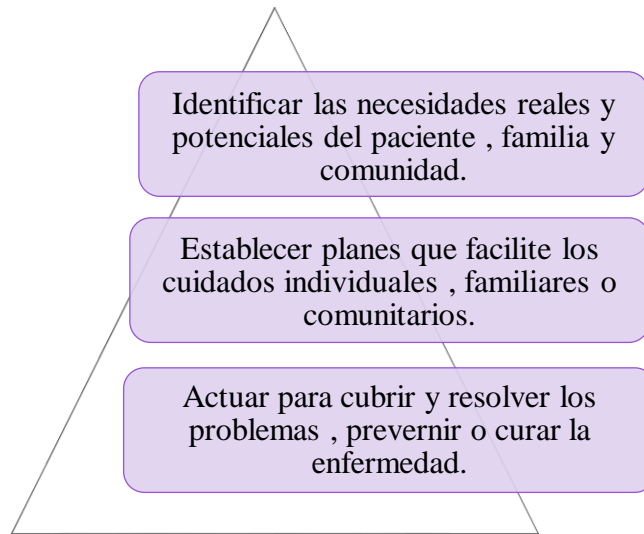 Identificar las necesidades reales y
potenciales del paciente , familia y
comunidad.
Establecer planes que facilite los
cuidados individuales , familiares o
comunitarios.
Actuar para cubrir y resolver los
problemas , prevernir o curar la
enfermedad.